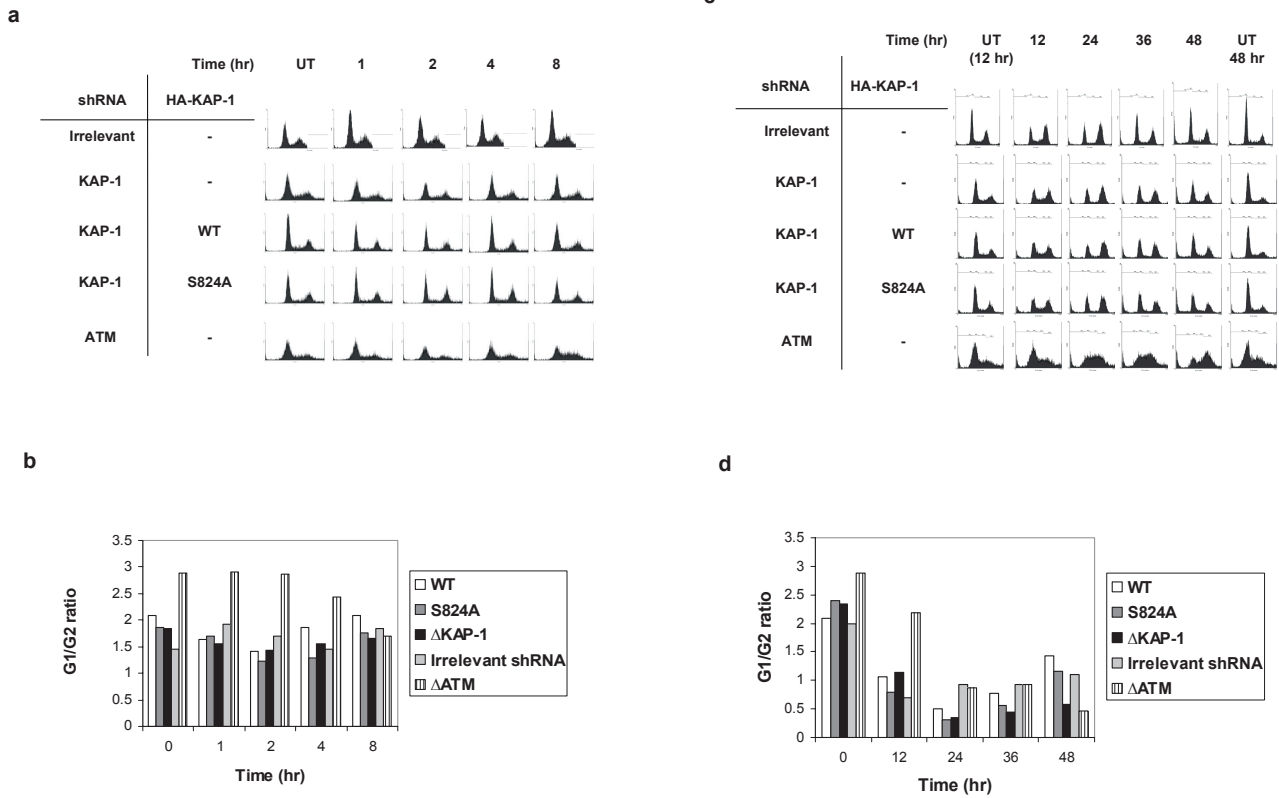 a
Time (hr) UT 1 2 4 8
shRNA HA-KAP-1
Irrelevant -
KAP-1 -
KAP-1 WT
KAP-1 S824A
ATM -
Time (hr) UT 12 24 36 48 UT
(12 hr) 48 hr
shRNA HA-KAP-1
Irrelevant -
KAP-1 -
KAP-1 WT
KAP-1 S824A
ATM -
b
3.5
3
2.5
2
1.5
1
0.5
0
G1/G2 ratio
0 1 2 4 8
Time (hr)
WT
S824A
ΔKAP-1
Irrelevant shRNA
ΔATM
d
3.5
3
2.5
2
1.5
1
0.5
0
G1/G2 ratio
0 12 24 36 48
Time (hr)
WT
S824A
ΔKAP-1
Irrelevant shRNA
ΔATM